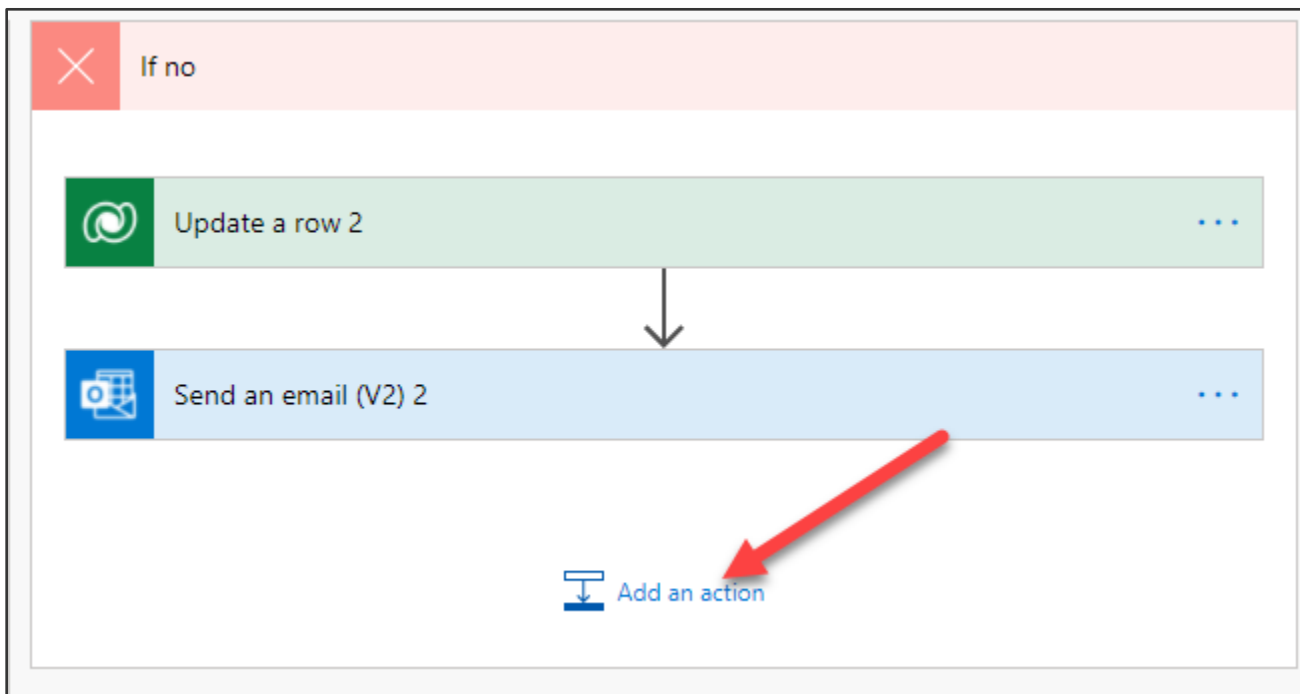 If no
Update a row 2
Send an email (V2) 2
Add an action